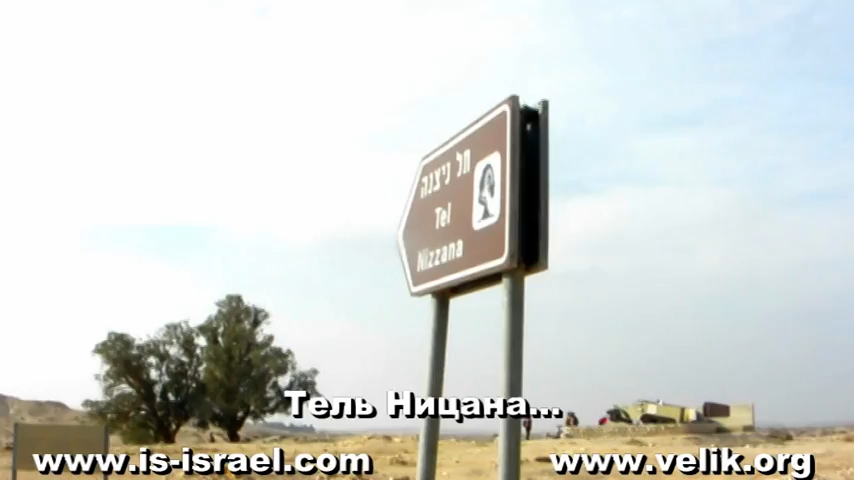 תל ניצנה
Tel
Nizzana
Тель Ницана...
www.is-israel.com
www.velik.org